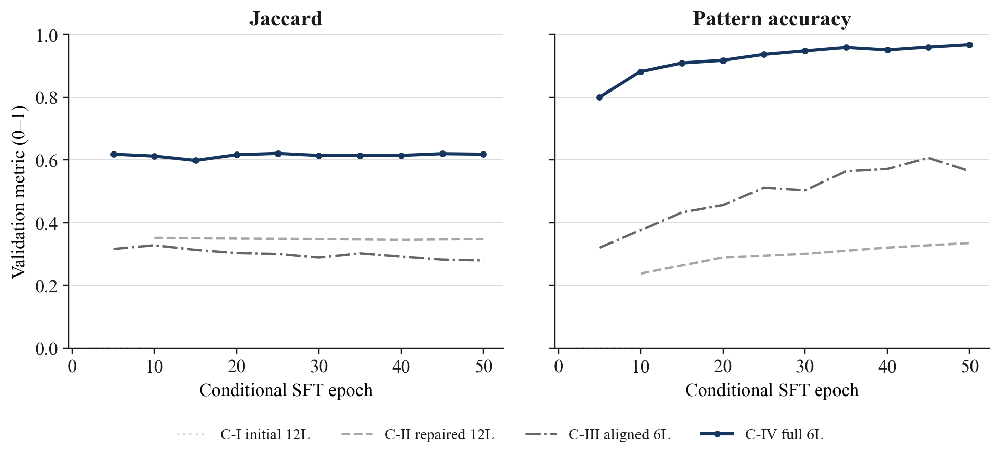 Jaccard
Pattern accuracy
Validation metric (0–1)
1.0
0.8
0.6
0.4
0.2
0.0
0 10 20 30 40 50
0 10 20 30 40 50
Conditional SFT epoch
Conditional SFT epoch
C-I initial 12L
C-II repaired 12L
C-III aligned 6L
C-IV full 6L